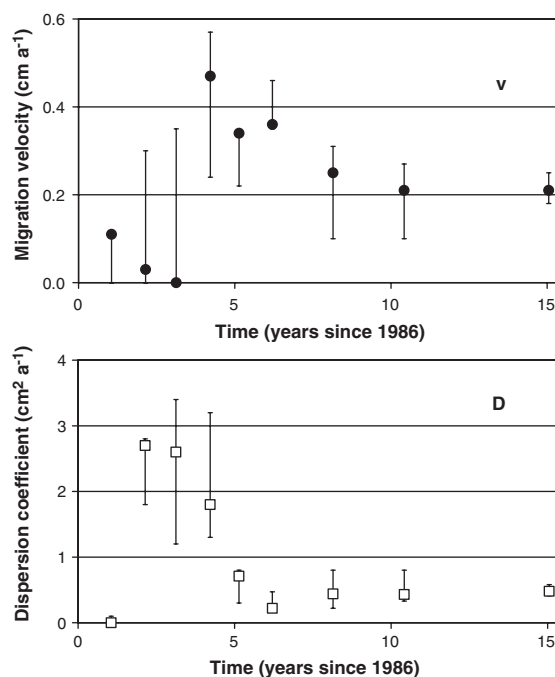 Migration velocity (cm a⁻¹)
0.6
0.4
0.2
0.0
v
0 5 10 15
Time (years since 1986)
Dispersion coefficient (cm² a⁻¹)
4
3
2
1
0
D
0 5 10 15
Time (years since 1986)